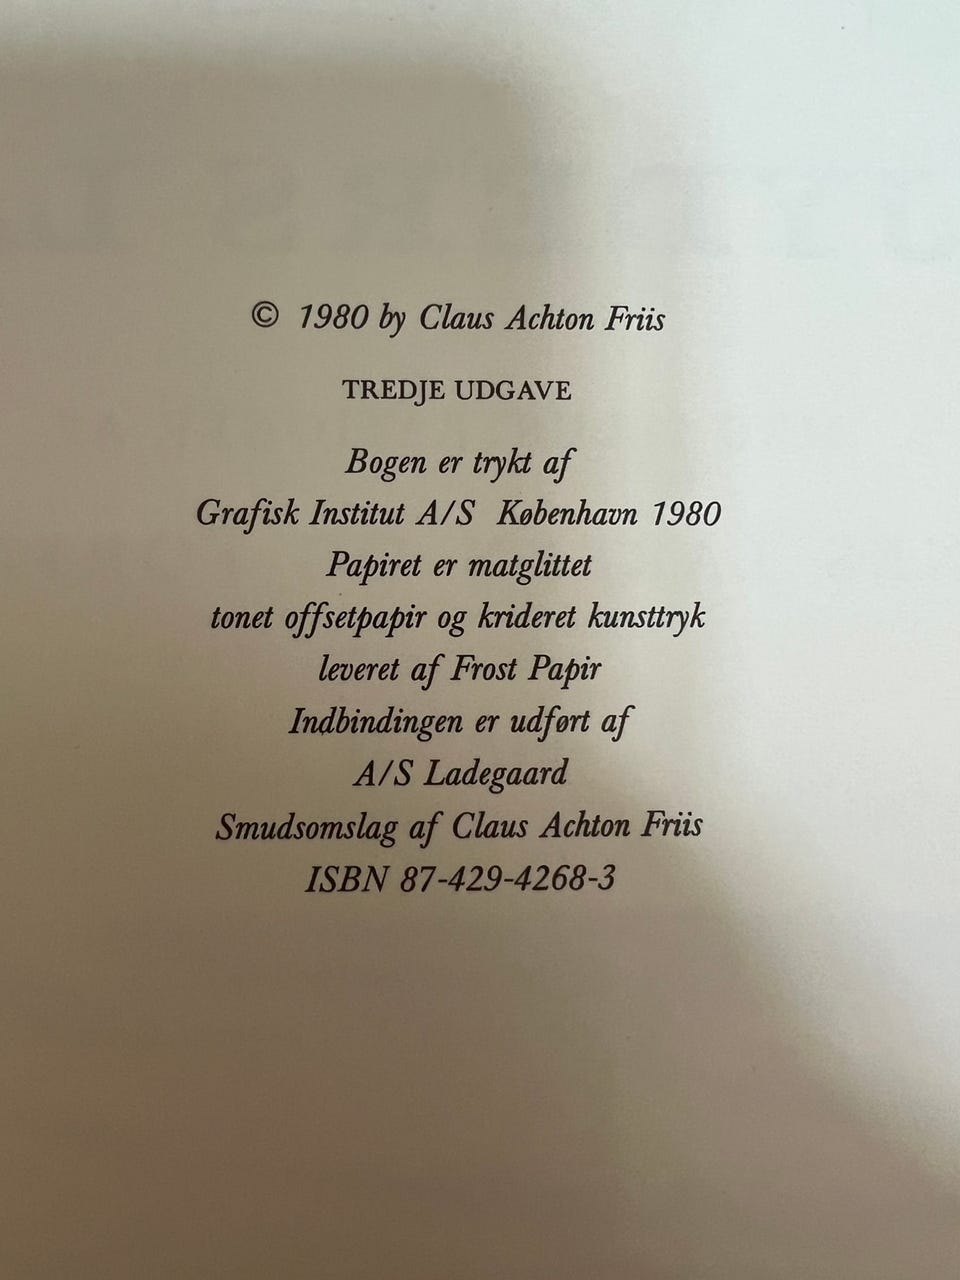 © 1980 by Claus Achton Friis
TREDJE UDGAVE
Bogen er trykt af
Grafisk Institut A/S København 1980
Papiret er matglittet
tonet offsetpapir og krideret kunsttryk
leveret af Frost Papir
Indbindingen er udført af
A/S Ladegaard
Smudsomslag af Claus Achton Friis
ISBN 87-429-4268-3